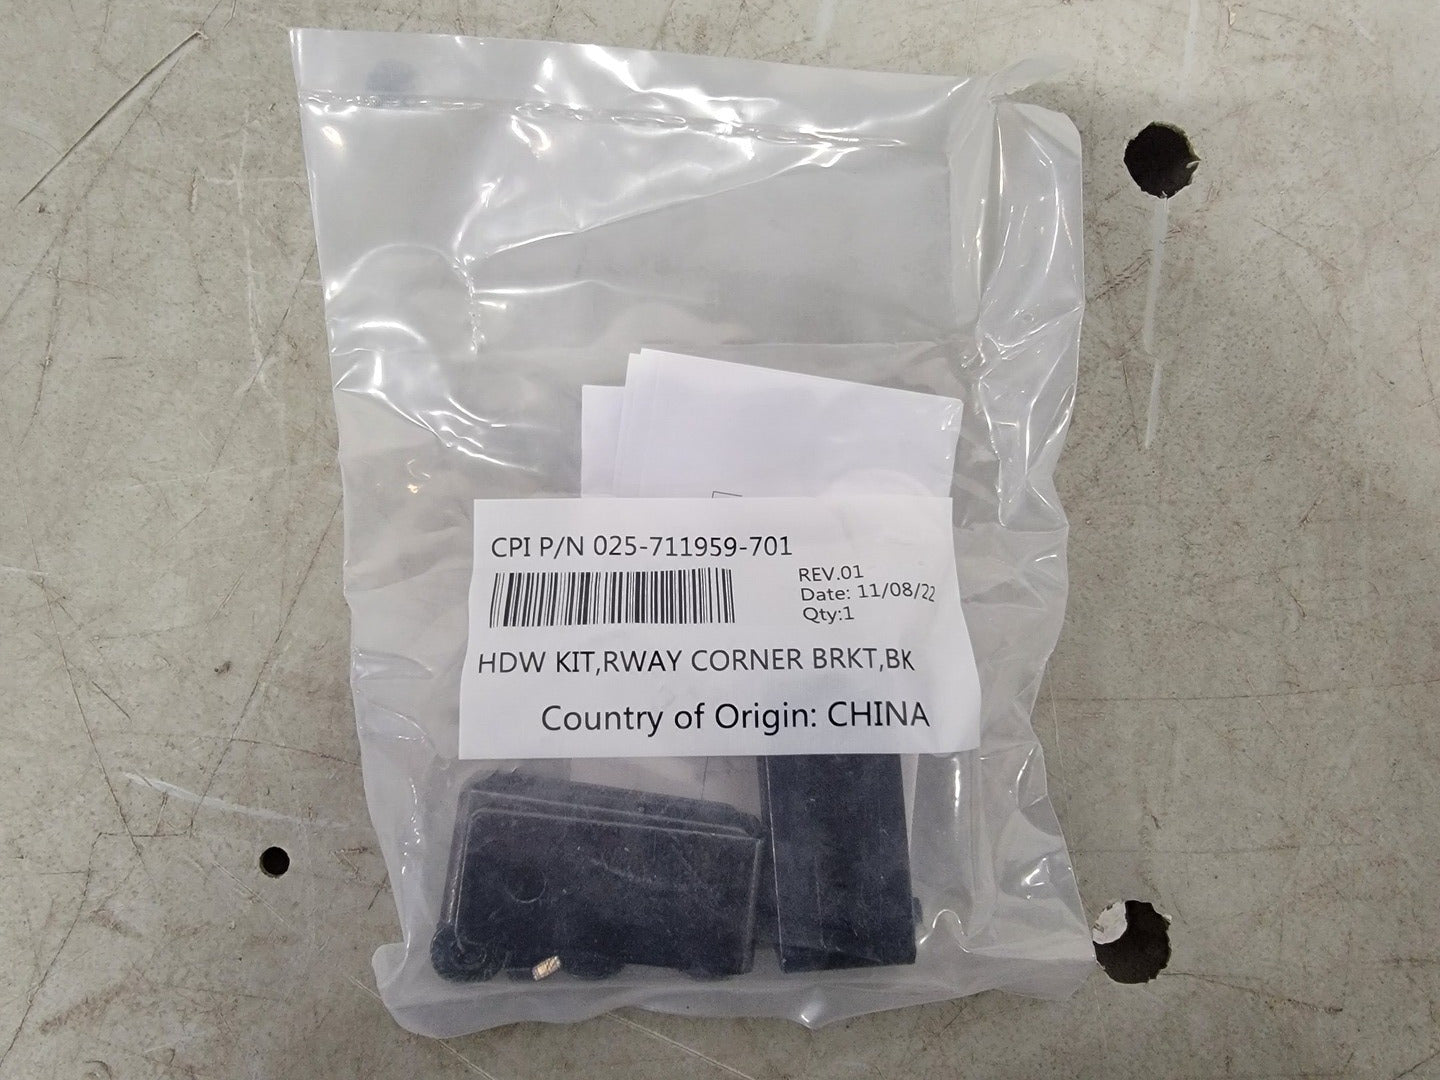 CPI P/N 025-711959-701
REV.01
Date: 11/08/22
Qty:1
HDW KIT,RWAY CORNER BRKT,BK
Country of Origin: CHINA